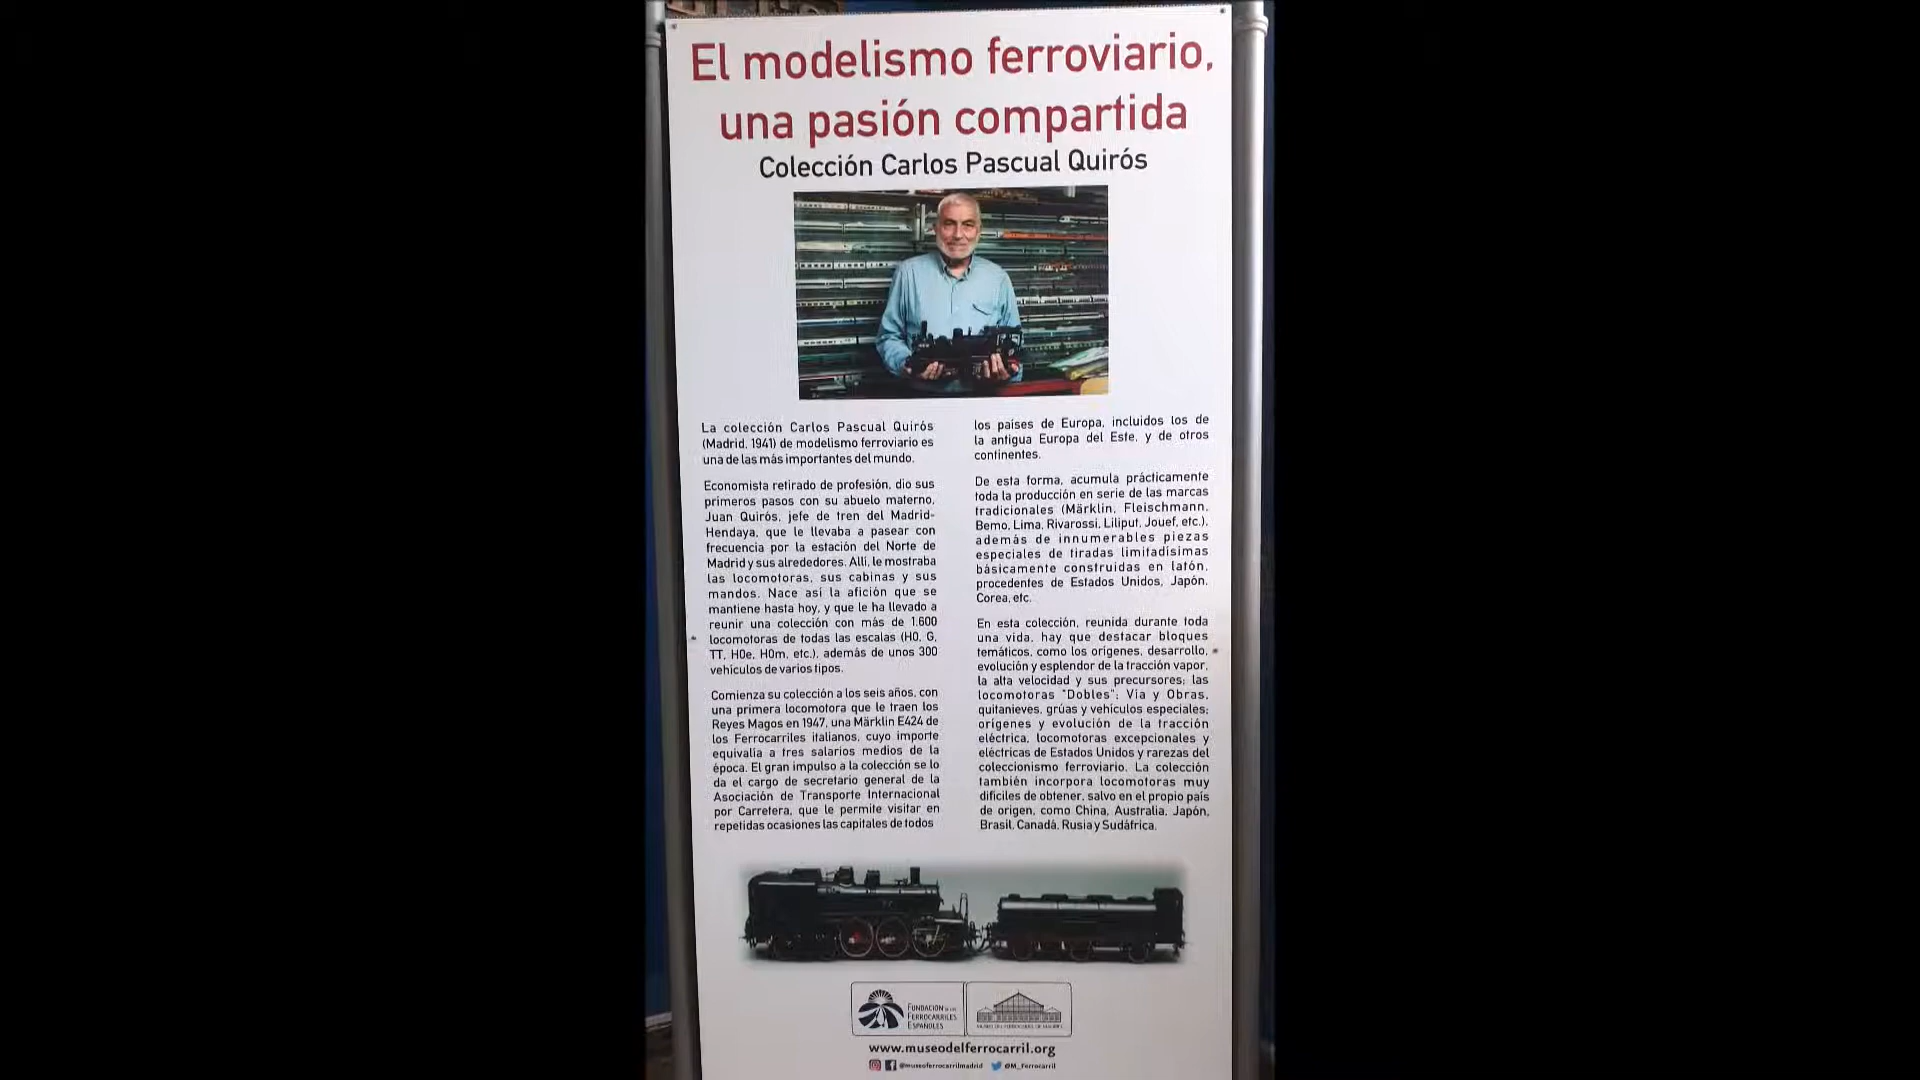 El modelismo ferroviario,
una pasión compartida
Colección Carlos Pascual Quirós
La colección Carlos Pascual Quirós
(Madrid, 1941) de modelismo ferroviario es
una de las más importantes del mundo.
Economista retirado de profesión, dio sus
primeros pasos con su abuelo materno,
Juan Quirós, jefe de tren del Madrid-
Hendaya, que le llevaba a pasear con
frecuencia por la estación del Norte de
Madrid y sus alrededores. Allí, le mostraba
las locomotoras, sus cabinas y sus
mandos. Nace así la afición que se
mantiene hasta hoy, y que le ha llevado a
reunir una colección con más de 1.600
locomotoras de todas las escalas (H0, G,
TT, H0e, H0m, etc.), además de unos 300
vehículos de varios tipos.
Comienza su colección a los seis años, con
una primera locomotora que le traen los
Reyes Magos en 1947, una Märklin E424 de
los Ferrocarriles italianos, cuyo importe
equivalía a tres salarios medios de la
época. El gran impulso a la colección se lo
da el cargo de secretario general de la
Asociación de Transporte Internacional
por Carretera, que le permite visitar en
repetidas ocasiones las capitales de todos
los países de Europa, incluidos los de
la antigua Europa del Este, y de otros
continentes.
De esta forma, acumula prácticamente
toda la producción en serie de las marcas
tradicionales (Märklin, Fleischmann,
Bemo, Lima, Rivarossi, Liliput, Jouef, etc.),
además de innumerables piezas
especiales de tiradas limitadísimas
básicamente construidas en latón,
procedentes de Estados Unidos, Japón,
Corea, etc.
En esta colección, reunida durante toda
una vida, hay que destacar bloques
temáticos, como los orígenes, desarrollo,
evolución y esplendor de la tracción vapor,
la alta velocidad y sus precursores; las
locomotoras "Dobles"; Vía y Obras,
quitanieves, grúas y vehículos especiales;
orígenes y evolución de la tracción
eléctrica, locomotoras excepcionales y
eléctricas de Estados Unidos y rarezas del
coleccionismo ferroviario. La colección
también incorpora locomotoras muy
difíciles de obtener, salvo en el propio país
de origen, como China, Australia, Japón,
Brasil, Canadá, Rusia y Sudáfrica.
FUNDACIÓN DE LOS
FERROCARRILES
ESPAÑOLES
MUSEO DEL FERROCARRIL DE MADRID
www.museodelferrocarril.org
@museoferrocarrilmadrid @M_Ferrocarril